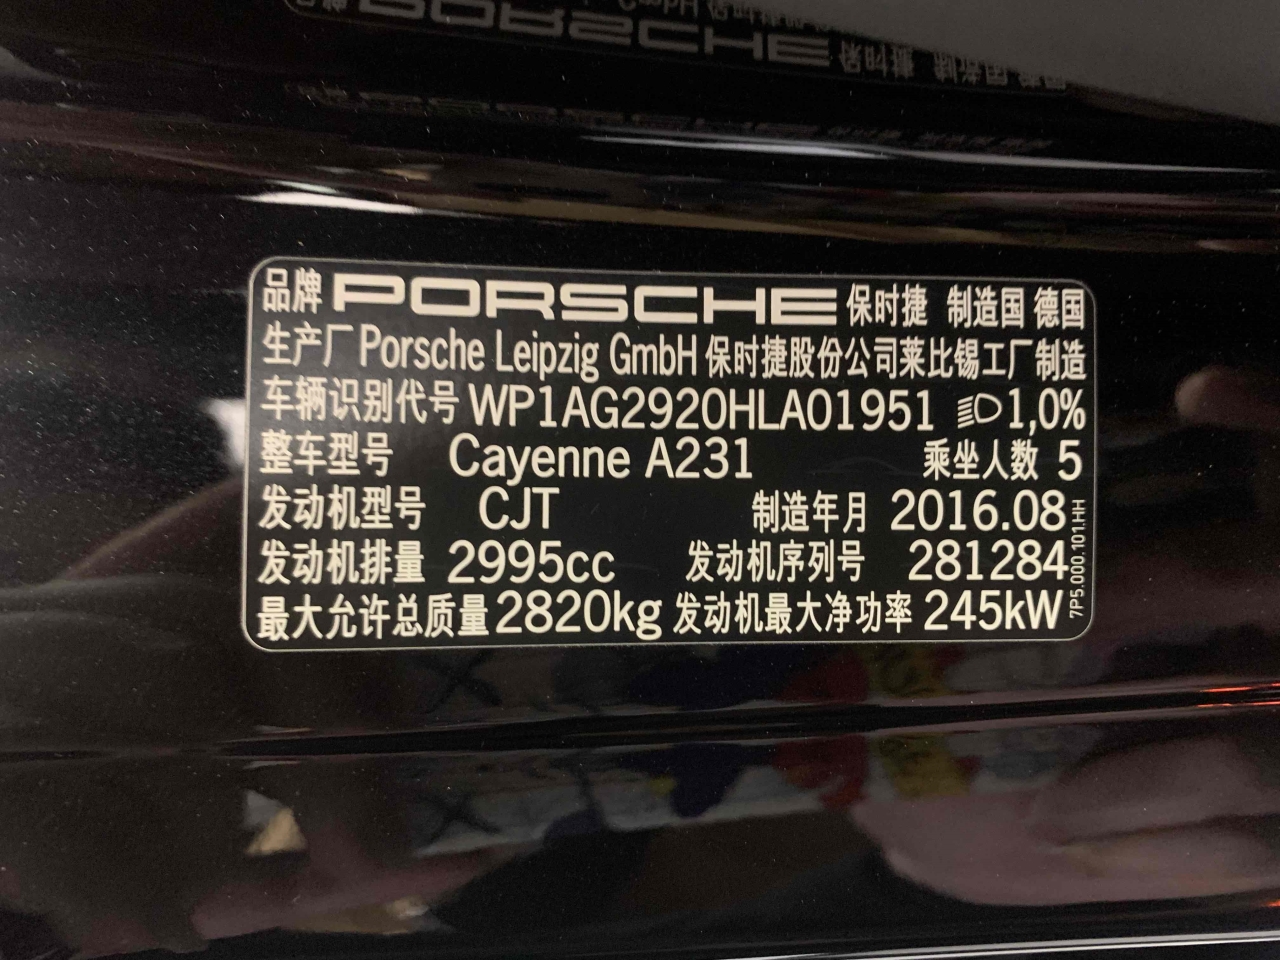 品牌 PORSCHE 保时捷 制造国 德国
生产厂 Porsche Leipzig GmbH 保时捷股份公司莱比锡工厂制造
车辆识别代号 WP1AG2920HLA01951 1,0%
整车型号 Cayenne A231 乘坐人数 5
发动机型号 CJT 制造年月 2016.08
发动机排量 2995cc 发动机序列号 281284
最大允许总质量 2820kg 发动机最大净功率 245kW
7P5.000.101.HH